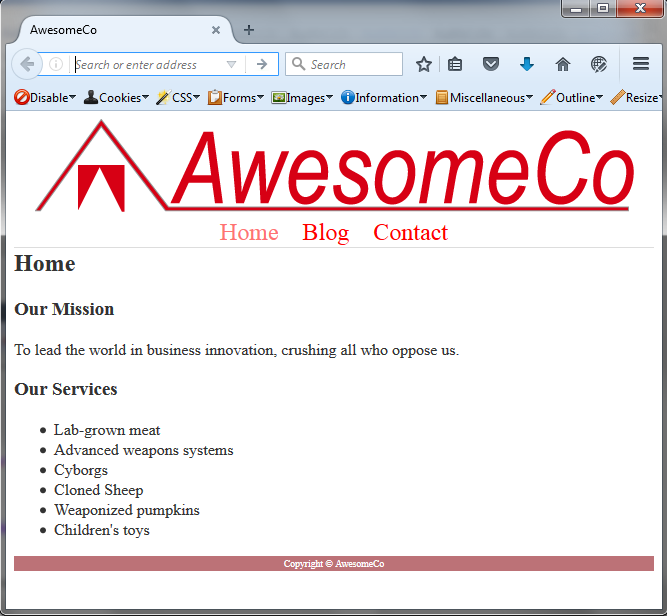 AwesomeCo
Search or enter address
Search
Disable Cookies CSS Forms Images Information Miscellaneous Outline Resize
AwesomeCo
Home Blog Contact
Home
Our Mission
To lead the world in business innovation, crushing all who oppose us.
Our Services
Lab-grown meat
Advanced weapons systems
Cyborgs
Cloned Sheep
Weaponized pumpkins
Children's toys
Copyright © AwesomeCo